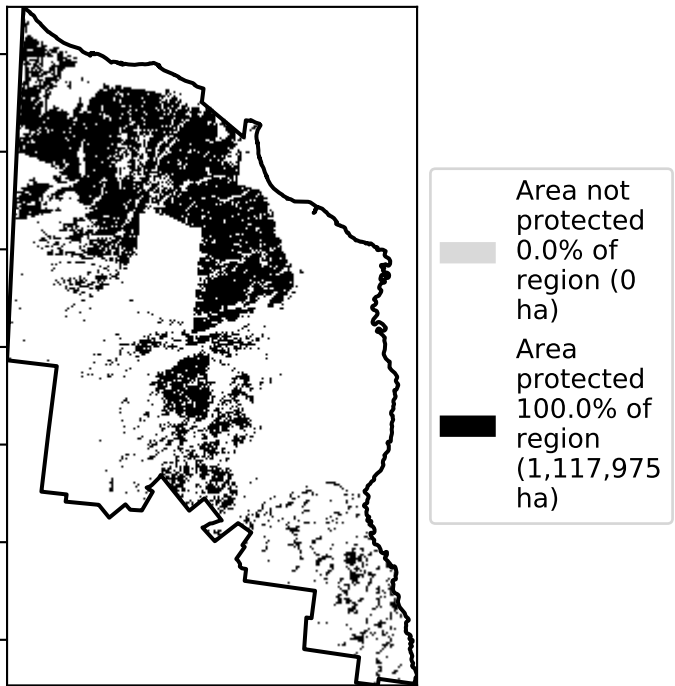 Area not
protected
0.0% of
region (0
ha)
Area
protected
100.0% of
region
(1,117,975
ha)